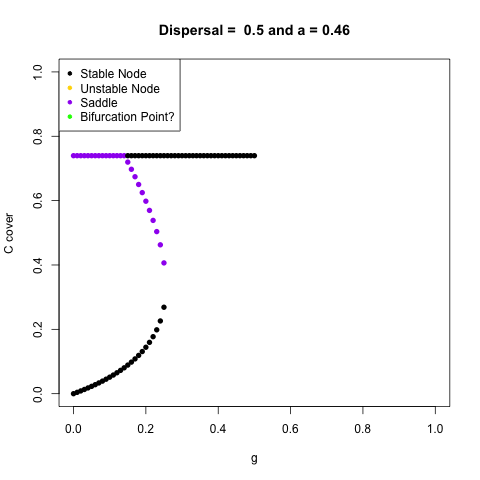 Dispersal =  0.5 and a = 0.46
Stable Node
Unstable Node
Saddle
Bifurcation Point?
C cover
1.0
0.8
0.6
0.4
0.2
0.0
0.0 0.2 0.4 0.6 0.8 1.0
g